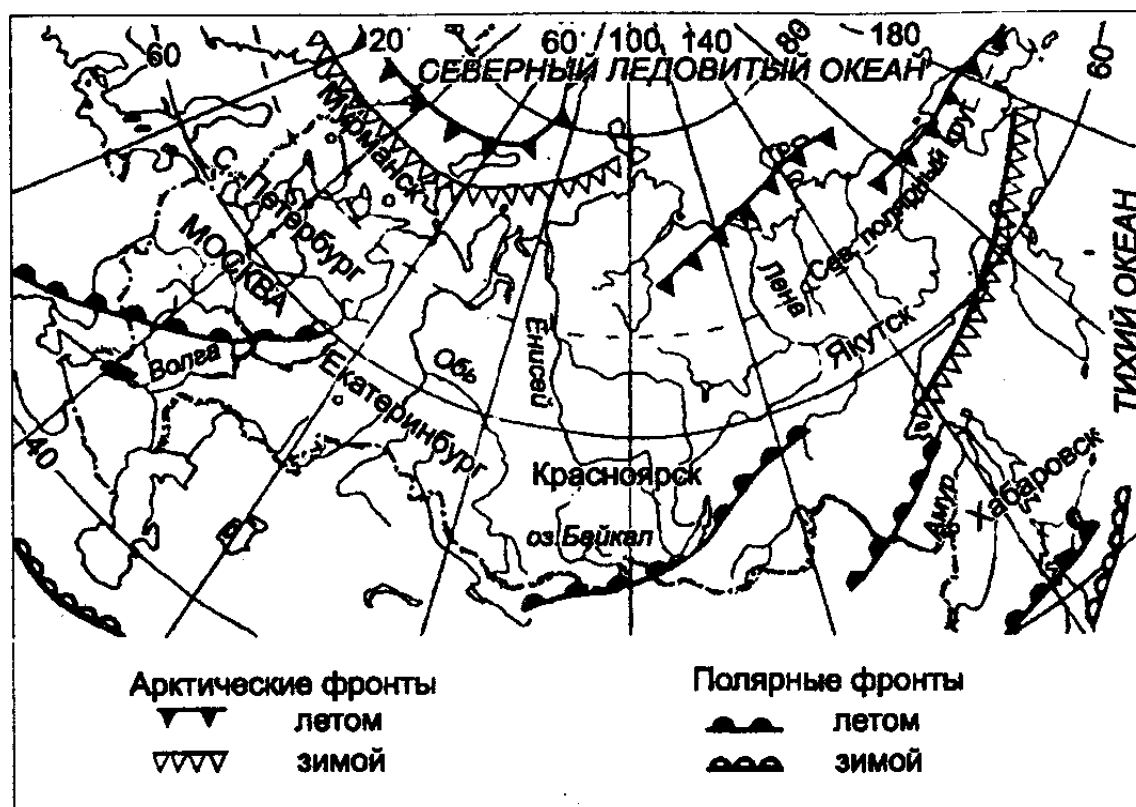 60
20
60
100
140
80
180
60
СЕВЕРНЫЙ ЛЕДОВИТЫЙ ОКЕАН
Мурманск
С.-Петербург
МОСКВА
Сев. полярный круг
Лена
ТИХИЙ ОКЕАН
Енисей
Якутск
Волга
Обь
Екатеринбург
40
Красноярск
Хабаровск
Амур
оз.Байкал
Арктические фронты
летом
зимой
Полярные фронты
летом
зимой